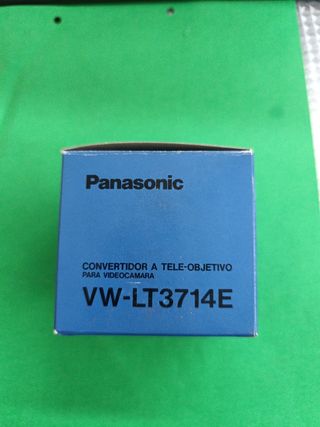 Panasonic
CONVERTIDOR A TELE-OBJETIVO
PARA VIDEOCAMARA
VW-LT3714E